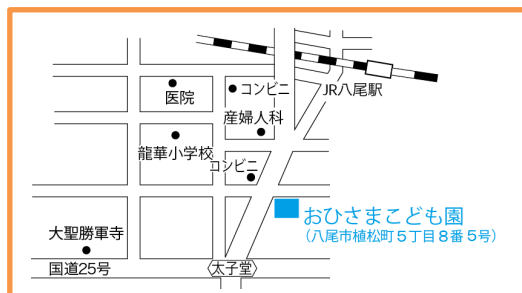 コンビニ
医院
JR八尾駅
産婦人科
龍華小学校
コンビニ
おひさまこども園
(八尾市植松町5丁目8番5号)
大聖勝軍寺
国道25号
太子堂